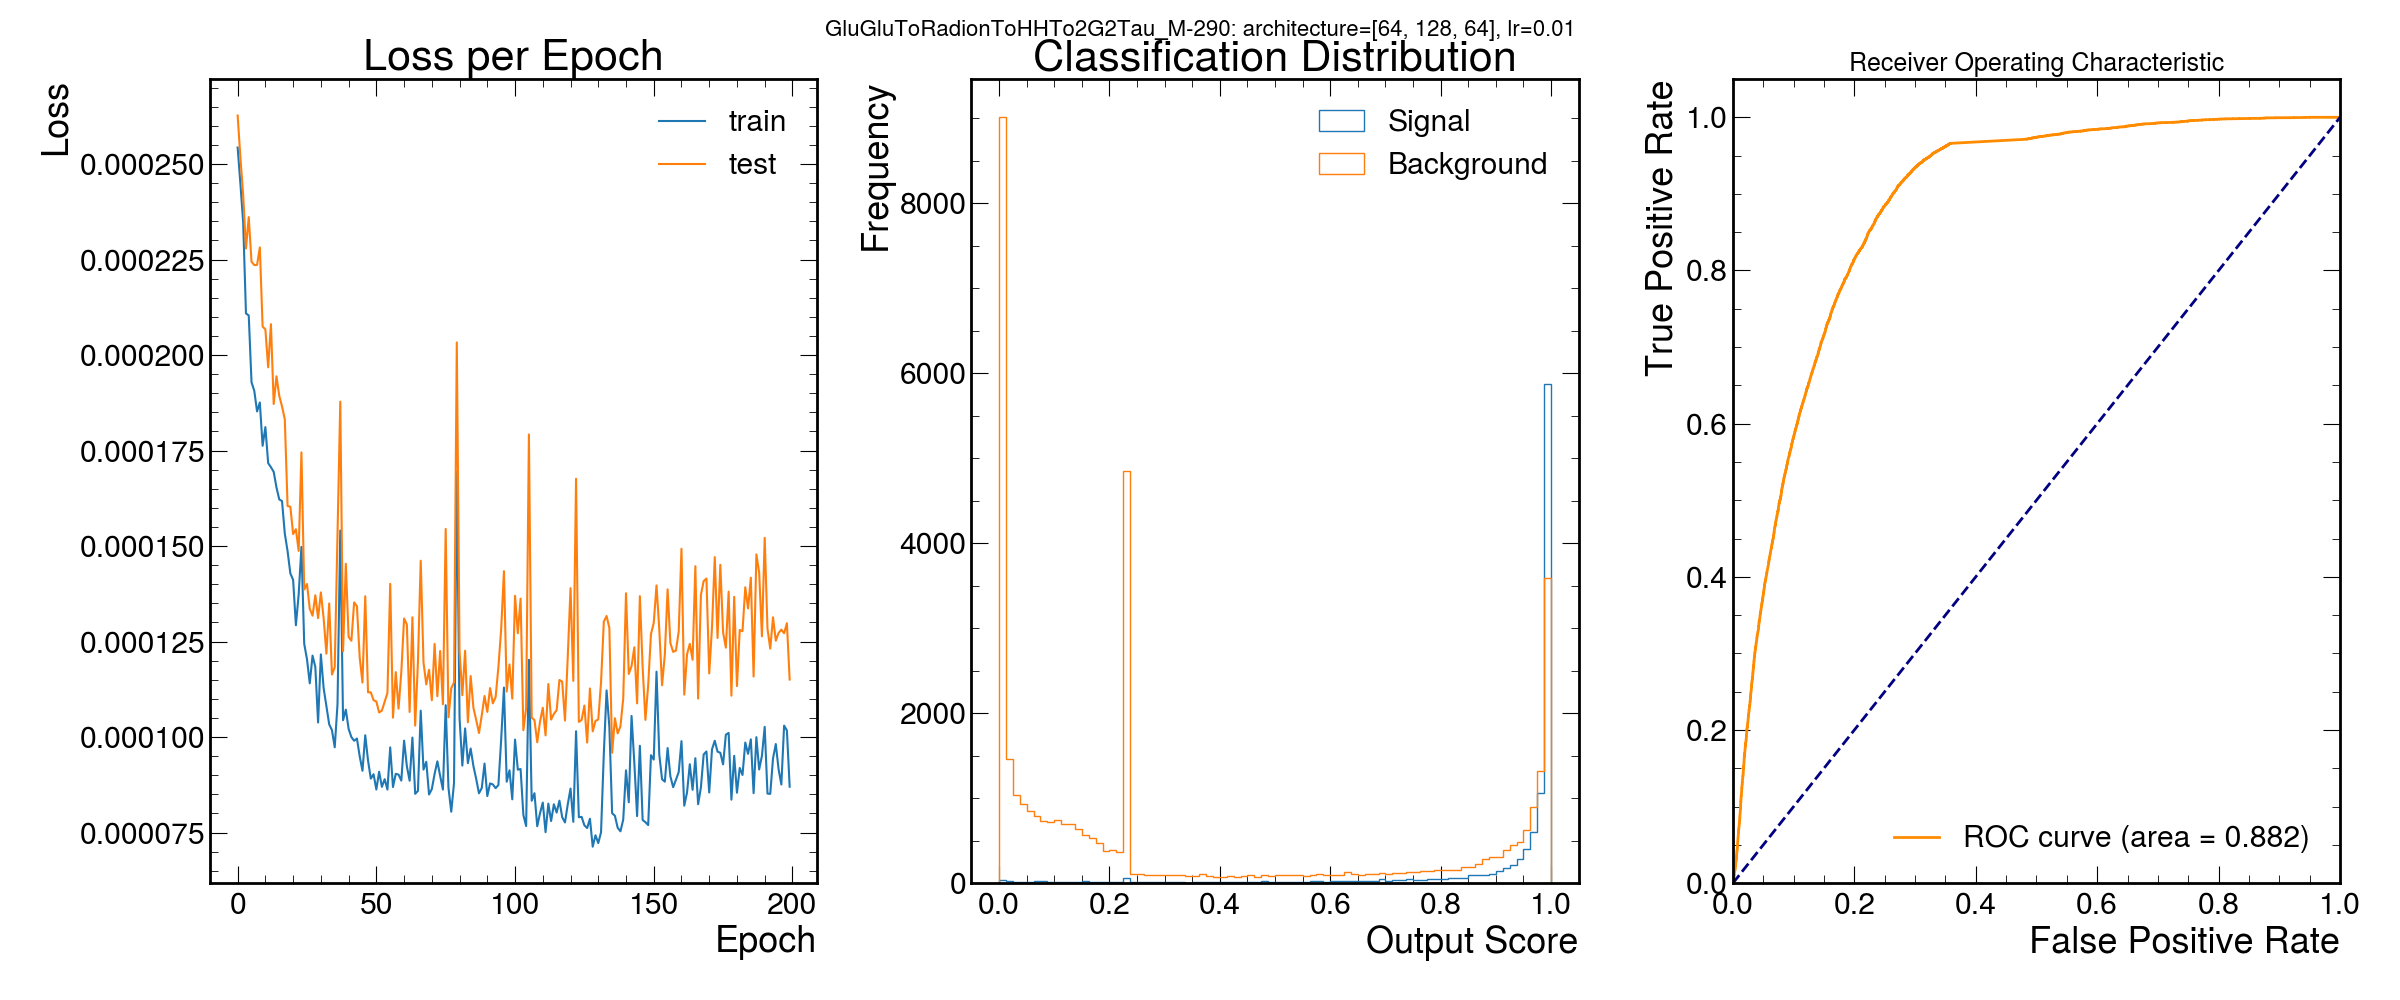 GluGluToRadionToHHTo2G2Tau_M-290: architecture=[64, 128, 64], lr=0.01
Loss per Epoch
Loss
0.000250
0.000225
0.000200
0.000175
0.000150
0.000125
0.000100
0.000075
0 50 100 150 200
Epoch
train
test
Classification Distribution
Frequency
8000
6000
4000
2000
0
0.0 0.2 0.4 0.6 0.8 1.0
Output Score
Signal
Background
Receiver Operating Characteristic
True Positive Rate
1.0
0.8
0.6
0.4
0.2
0.0
0.0 0.2 0.4 0.6 0.8 1.0
False Positive Rate
ROC curve (area = 0.882)